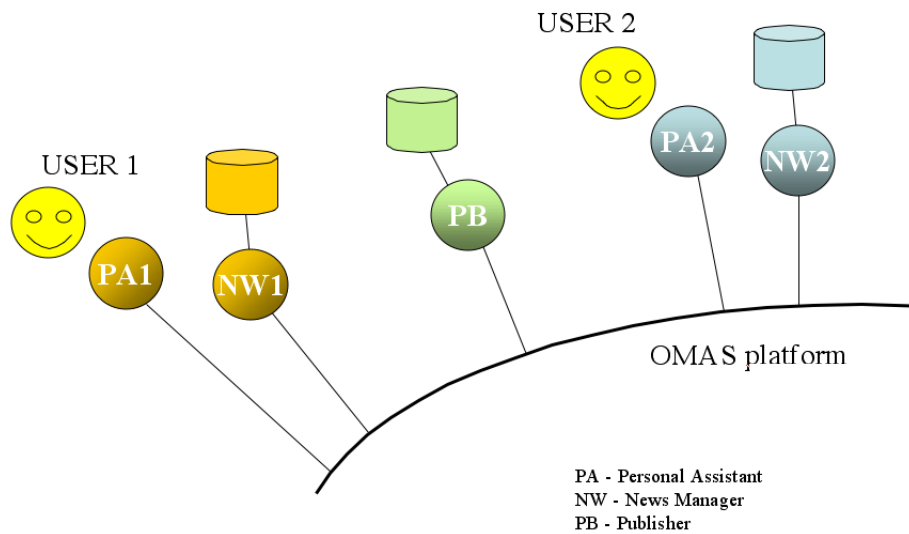 USER 2
USER 1
PA2
NW2
PB
PA1
NW1
OMAS platform
PA - Personal Assistant
NW - News Manager
PB - Publisher